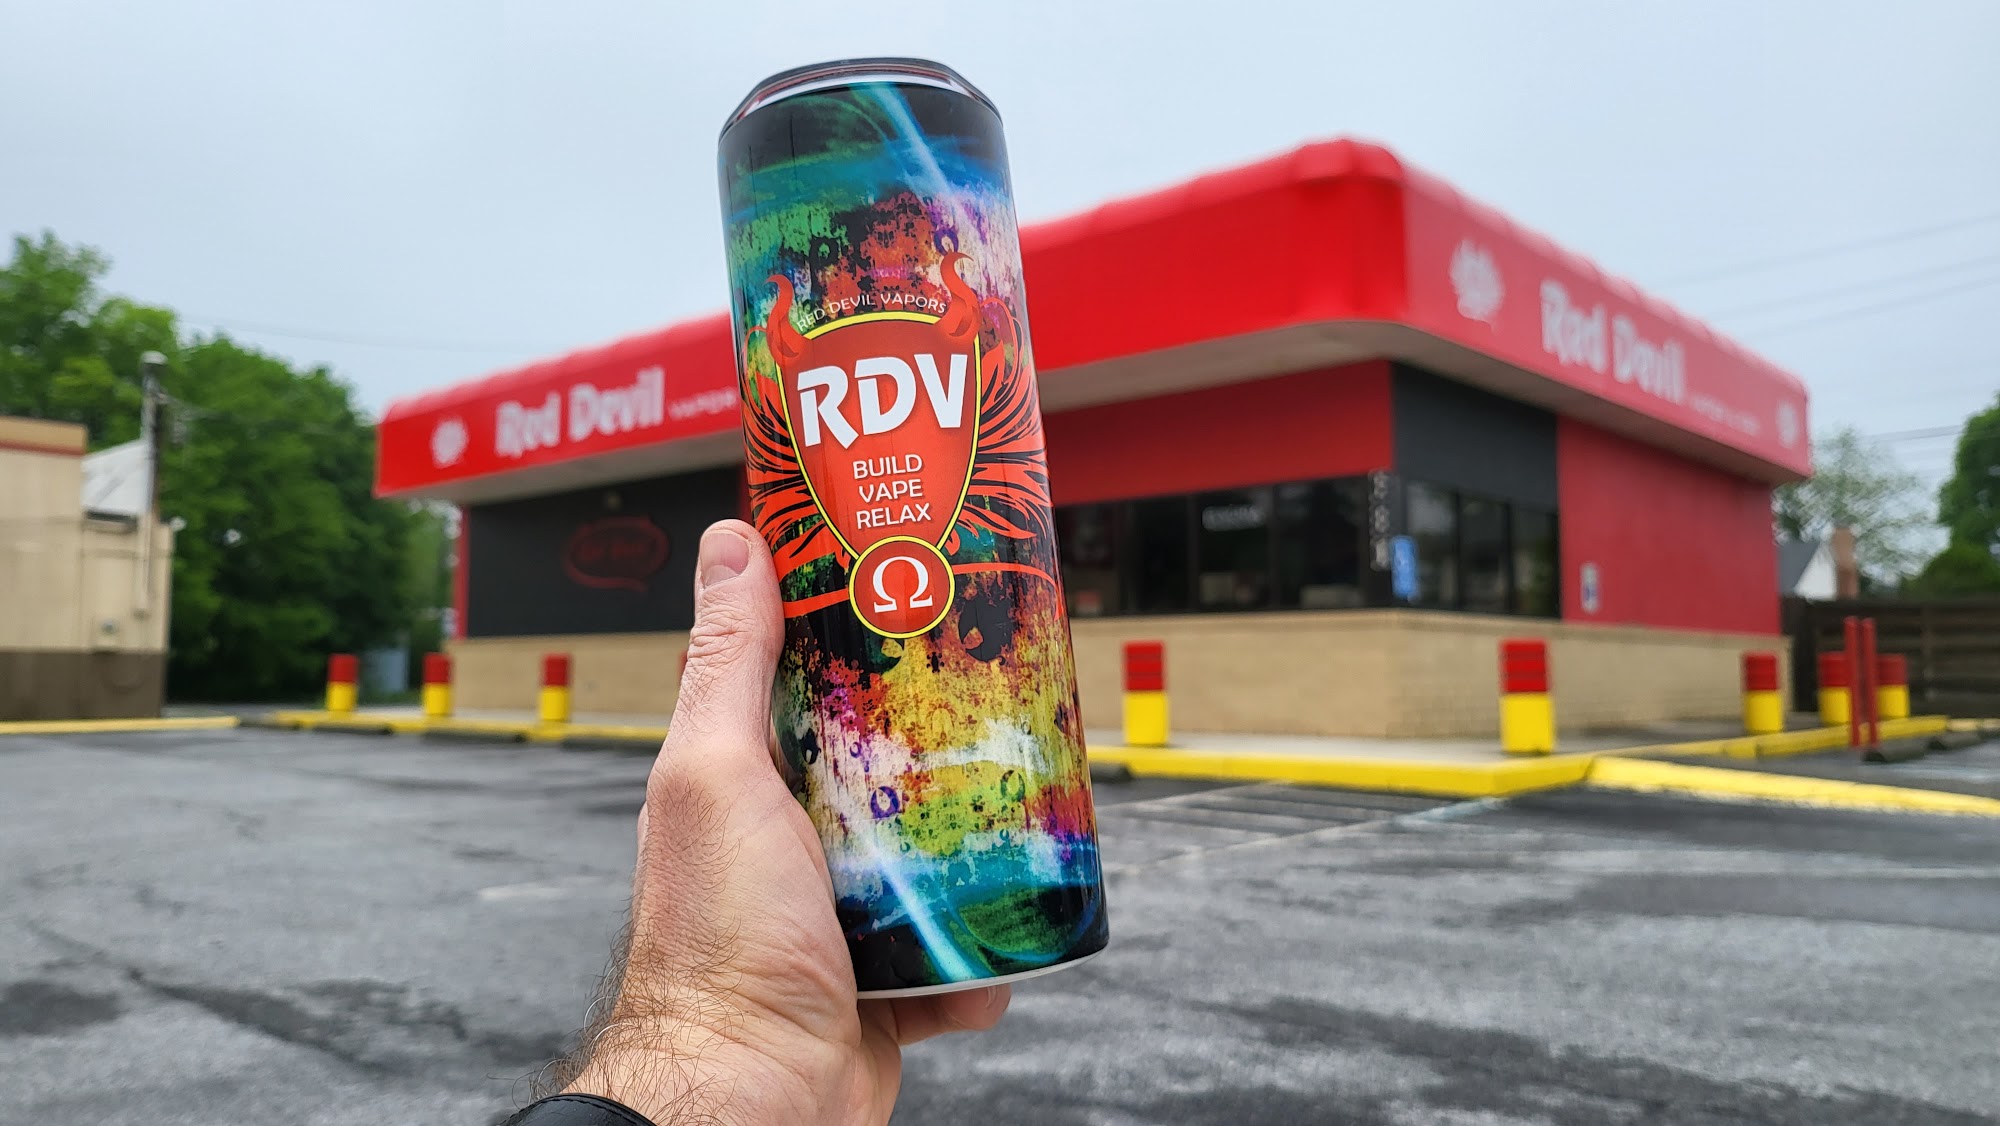 RED DEVIL VAPORS
RDV
BUILD
VAPE
RELAX
Ω
Red Devil
Red Devil